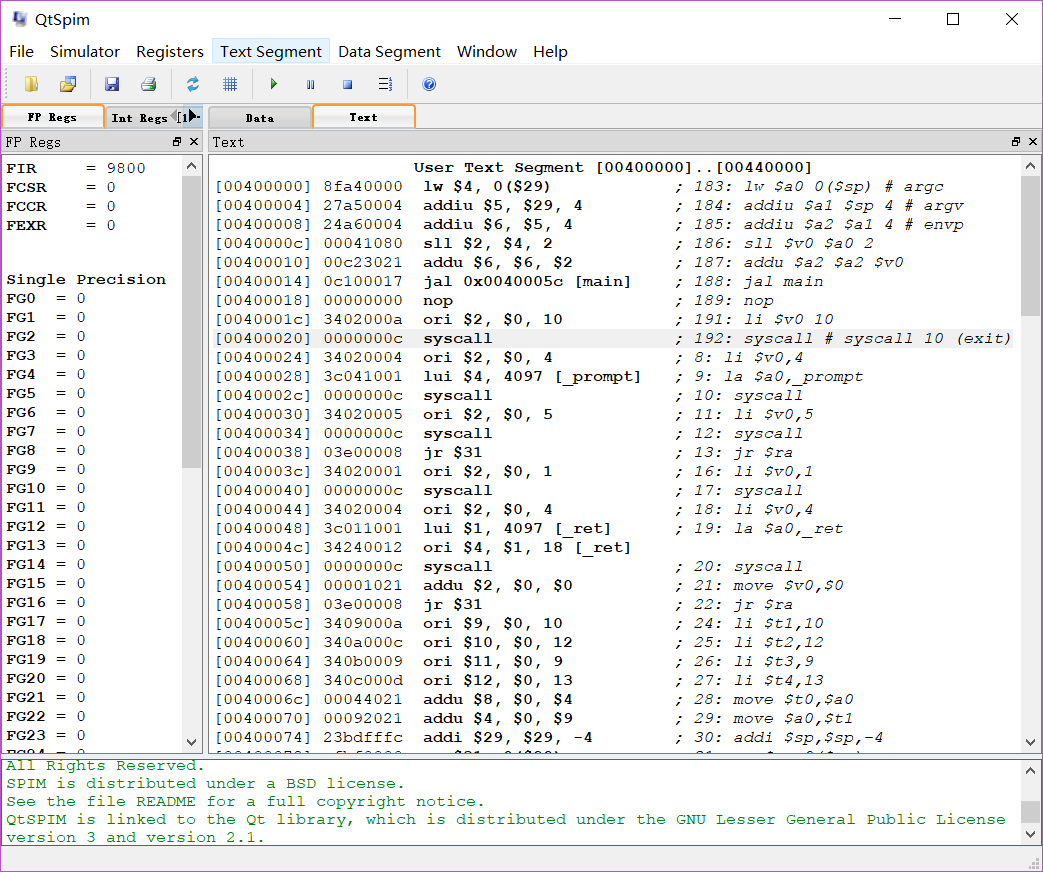 QtSpim
File Simulator Registers Text Segment Data Segment Window Help
FP Regs Int Regs [1 Data Text
FP Regs
FIR = 9800
FCSR = 0
FCCR = 0
FEXR = 0
Single Precision
FG0 = 0
FG1 = 0
FG2 = 0
FG3 = 0
FG4 = 0
FG5 = 0
FG6 = 0
FG7 = 0
FG8 = 0
FG9 = 0
FG10 = 0
FG11 = 0
FG12 = 0
FG13 = 0
FG14 = 0
FG15 = 0
FG16 = 0
FG17 = 0
FG18 = 0
FG19 = 0
FG20 = 0
FG21 = 0
FG22 = 0
FG23 = 0
Text
User Text Segment [00400000]..[00440000]
[00400000] 8fa40000 lw $4, 0($29) ; 183: lw $a0 0($sp) # argc
[00400004] 27a50004 addiu $5, $29, 4 ; 184: addiu $a1 $sp 4 # argv
[00400008] 24a60004 addiu $6, $5, 4 ; 185: addiu $a2 $a1 4 # envp
[0040000c] 00041080 sll $2, $4, 2 ; 186: sll $v0 $a0 2
[00400010] 00c23021 addu $6, $6, $2 ; 187: addu $a2 $a2 $v0
[00400014] 0c100017 jal 0x0040005c [main] ; 188: jal main
[00400018] 00000000 nop ; 189: nop
[0040001c] 3402000a ori $2, $0, 10 ; 191: li $v0 10
[00400020] 0000000c syscall ; 192: syscall # syscall 10 (exit)
[00400024] 34020004 ori $2, $0, 4 ; 8: li $v0,4
[00400028] 3c041001 lui $4, 4097 [_prompt] ; 9: la $a0,_prompt
[0040002c] 0000000c syscall ; 10: syscall
[00400030] 34020005 ori $2, $0, 5 ; 11: li $v0,5
[00400034] 0000000c syscall ; 12: syscall
[00400038] 03e00008 jr $31 ; 13: jr $ra
[0040003c] 34020001 ori $2, $0, 1 ; 16: li $v0,1
[00400040] 0000000c syscall ; 17: syscall
[00400044] 34020004 ori $2, $0, 4 ; 18: li $v0,4
[00400048] 3c011001 lui $1, 4097 [_ret] ; 19: la $a0,_ret
[0040004c] 34240012 ori $4, $1, 18 [_ret]
[00400050] 0000000c syscall ; 20: syscall
[00400054] 00001021 addu $2, $0, $0 ; 21: move $v0,$0
[00400058] 03e00008 jr $31 ; 22: jr $ra
[0040005c] 3409000a ori $9, $0, 10 ; 24: li $t1,10
[00400060] 340a000c ori $10, $0, 12 ; 25: li $t2,12
[00400064] 340b0009 ori $11, $0, 9 ; 26: li $t3,9
[00400068] 340c000d ori $12, $0, 13 ; 27: li $t4,13
[0040006c] 00044021 addu $8, $0, $4 ; 28: move $t0,$a0
[00400070] 00092021 addu $4, $0, $9 ; 29: move $a0,$t1
[00400074] 23bdfffc addi $29, $29, -4 ; 30: addi $sp,$sp,-4
All Rights Reserved.
SPIM is distributed under a BSD license.
See the file README for a full copyright notice.
QtSPIM is linked to the Qt library, which is distributed under the GNU Lesser General Public License
version 3 and version 2.1.